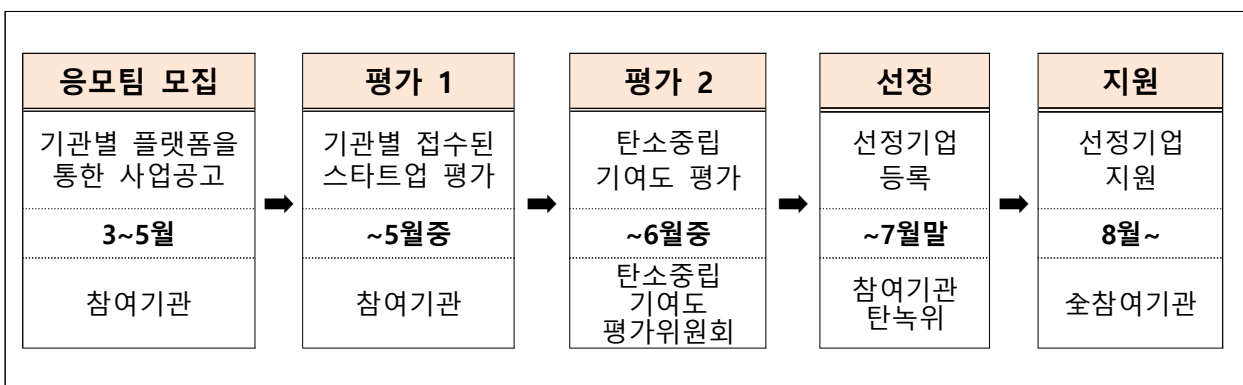 응모팀 모집
기관별 플랫폼을
통한 사업공고
3~5월
참여기관
평가 1
기관별 접수된
스타트업 평가
~5월중
참여기관
평가 2
탄소중립
기여도 평가
~6월중
탄소중립
기여도
평가위원회
선정
선정기업
등록
~7월말
참여기관
탄녹위
지원
선정기업
지원
8월~
全참여기관